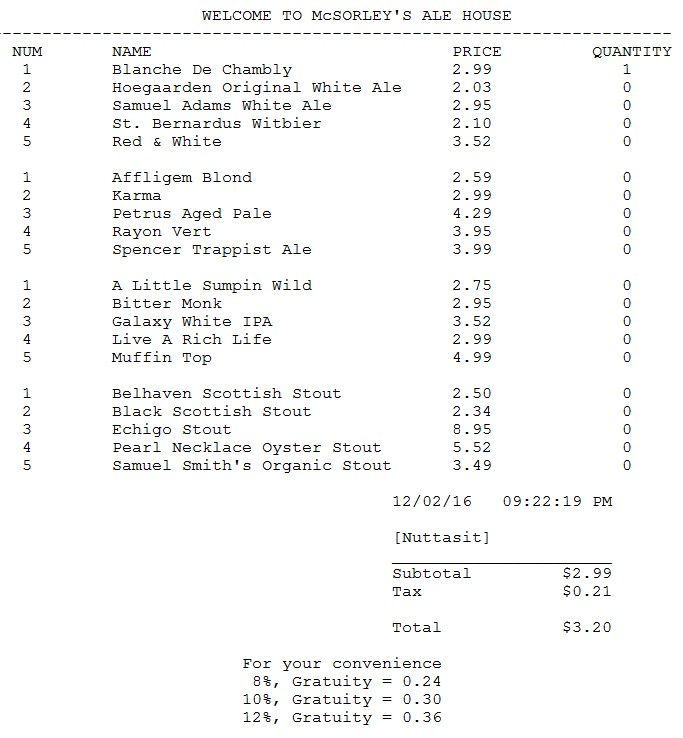 WELCOME TO McSORLEY'S ALE HOUSE
NUM NAME PRICE QUANTITY
1 Blanche De Chambly 2.99 1
2 Hoegaarden Original White Ale 2.03 0
3 Samuel Adams White Ale 2.95 0
4 St. Bernardus Witbier 2.10 0
5 Red & White 3.52 0
1 Affligem Blond 2.59 0
2 Karma 2.99 0
3 Petrus Aged Pale 4.29 0
4 Rayon Vert 3.95 0
5 Spencer Trappist Ale 3.99 0
1 A Little Sumpin Wild 2.75 0
2 Bitter Monk 2.95 0
3 Galaxy White IPA 3.52 0
4 Live A Rich Life 2.99 0
5 Muffin Top 4.99 0
1 Belhaven Scottish Stout 2.50 0
2 Black Scottish Stout 2.34 0
3 Echigo Stout 8.95 0
4 Pearl Necklace Oyster Stout 5.52 0
5 Samuel Smith's Organic Stout 3.49 0
12/02/16 09:22:19 PM
[Nuttasit]
Subtotal $2.99
Tax $0.21
Total $3.20
For your convenience
8%, Gratuity = 0.24
10%, Gratuity = 0.30
12%, Gratuity = 0.36